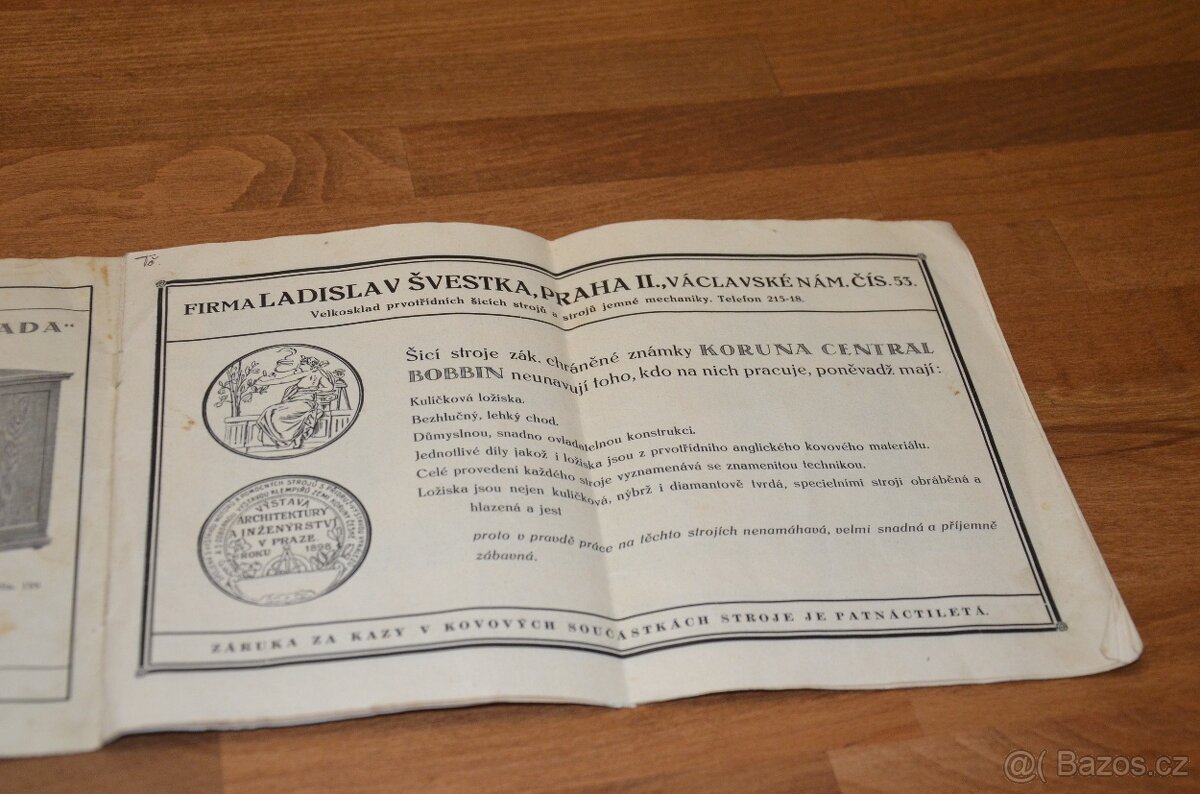 ADA"
Tš.
FIRMA LADISLAV ŠVESTKA, PRAHA II., VÁCLAVSKÉ NÁM. ČÍS. 53.
Velkosklad prvotřídních šicích strojů a strojů jemné mechaniky. Telefon 215-18.
Šicí stroje zák. chráněné známky KORUNA CENTRAL
BOBBIN neunavují toho, kdo na nich pracuje, poněvadž mají:
Kuličková ložiska.
Bezhlučný, lehký chod.
Důmyslnou, snadno ovladatelnou konstrukci.
Jednotlivé díly jakož i ložiska jsou z prvotřídního anglického kovového materiálu.
Celé provedení každého stroje vyznamenává se znamenitou technikou.
Ložiska jsou nejen kuličková, nýbrž i diamantově tvrdá, specielními stroji obráběná a
hlazená a jest
proto v pravdě práce na těchto strojích nenamáhavá, velmi snadná a příjemně
zábavná.
VÝSTAVA
ARCHITEKTURY
A INŽENÝRSTVÍ
V PRAZE
ROKU 1898
ZÁRUKA ZA KAZY V KOVOVÝCH SOUČÁSTKÁCH STROJE JE PATNÁCTILETÁ.
@( Bazos.cz